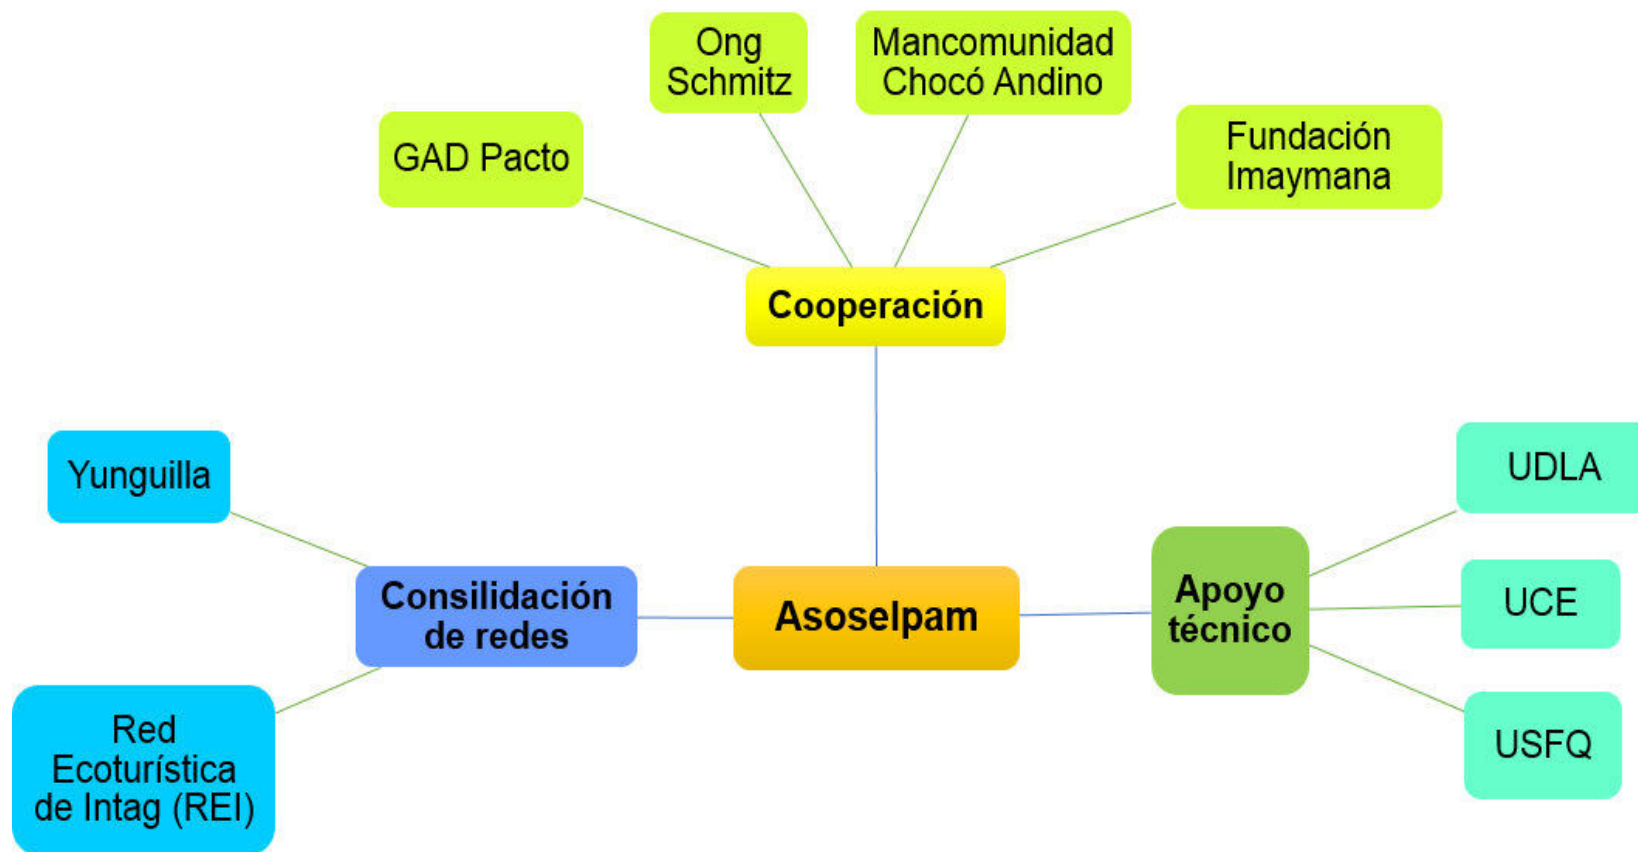 Ong
Schmitz
Mancomunidad
Chocó Andino
GAD Pacto
Fundación
Imaymana
Cooperación
Yunguilla
UDLA
Consilidación
de redes
Asoselpam
Apoyo
técnico
UCE
Red
Ecoturística
de Intag (REI)
USFQ